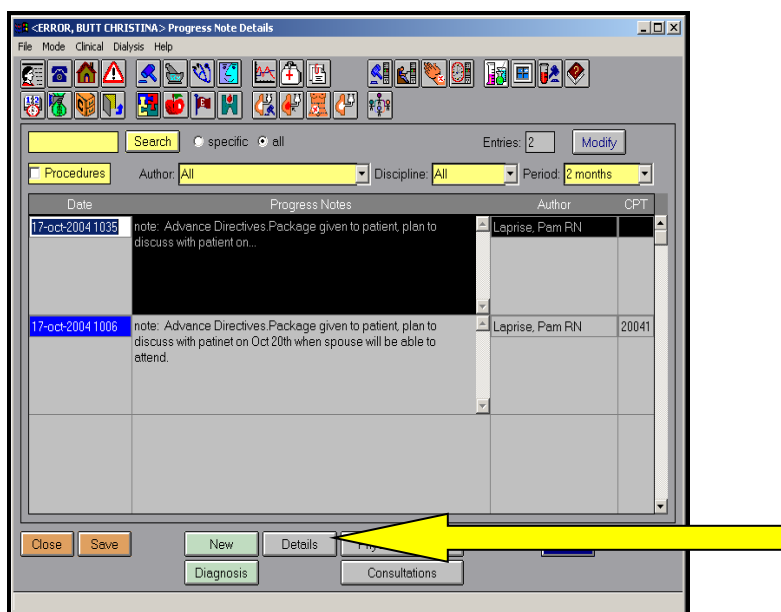 <ERROR, BUTT CHRISTINA> Progress Note Details
File Mode Clinical Dialysis Help
Search specific all Entries: 2 Modify
Procedures Author: All Discipline: All Period: 2 months
Date Progress Notes Author CPT
17-oct-2004 1035 note: Advance Directives.Package given to patient, plan to Laprise, Pam RN
discuss with patient on...
17-oct-2004 1006 note: Advance Directives.Package given to patient, plan to Laprise, Pam RN 20041
discuss with patinet on Oct 20th when spouse will be able to
attend.
Close Save New Details
Diagnosis Consultations